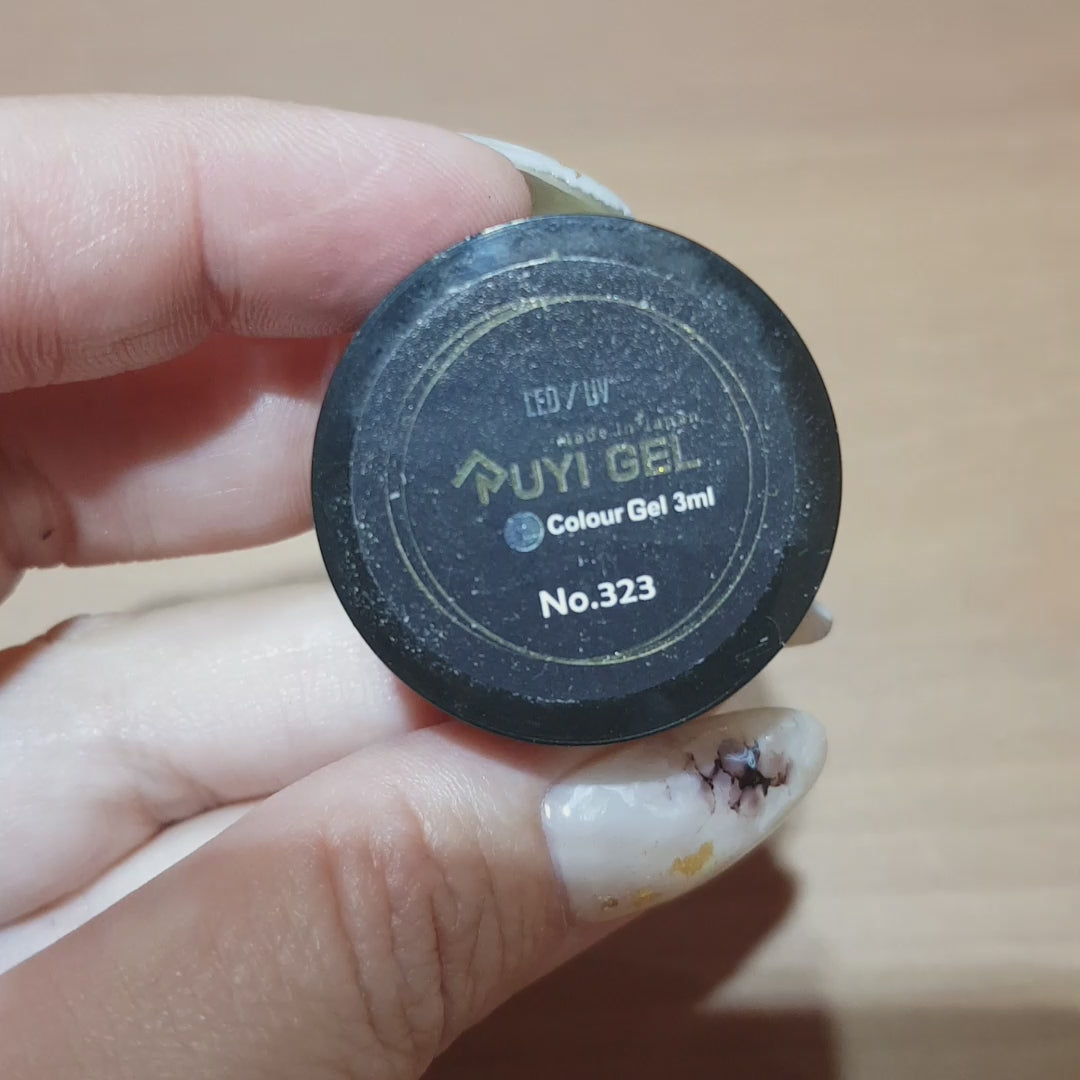 LED / UV
Made in Japan
PUYI GEL
Colour Gel 3ml
No.323